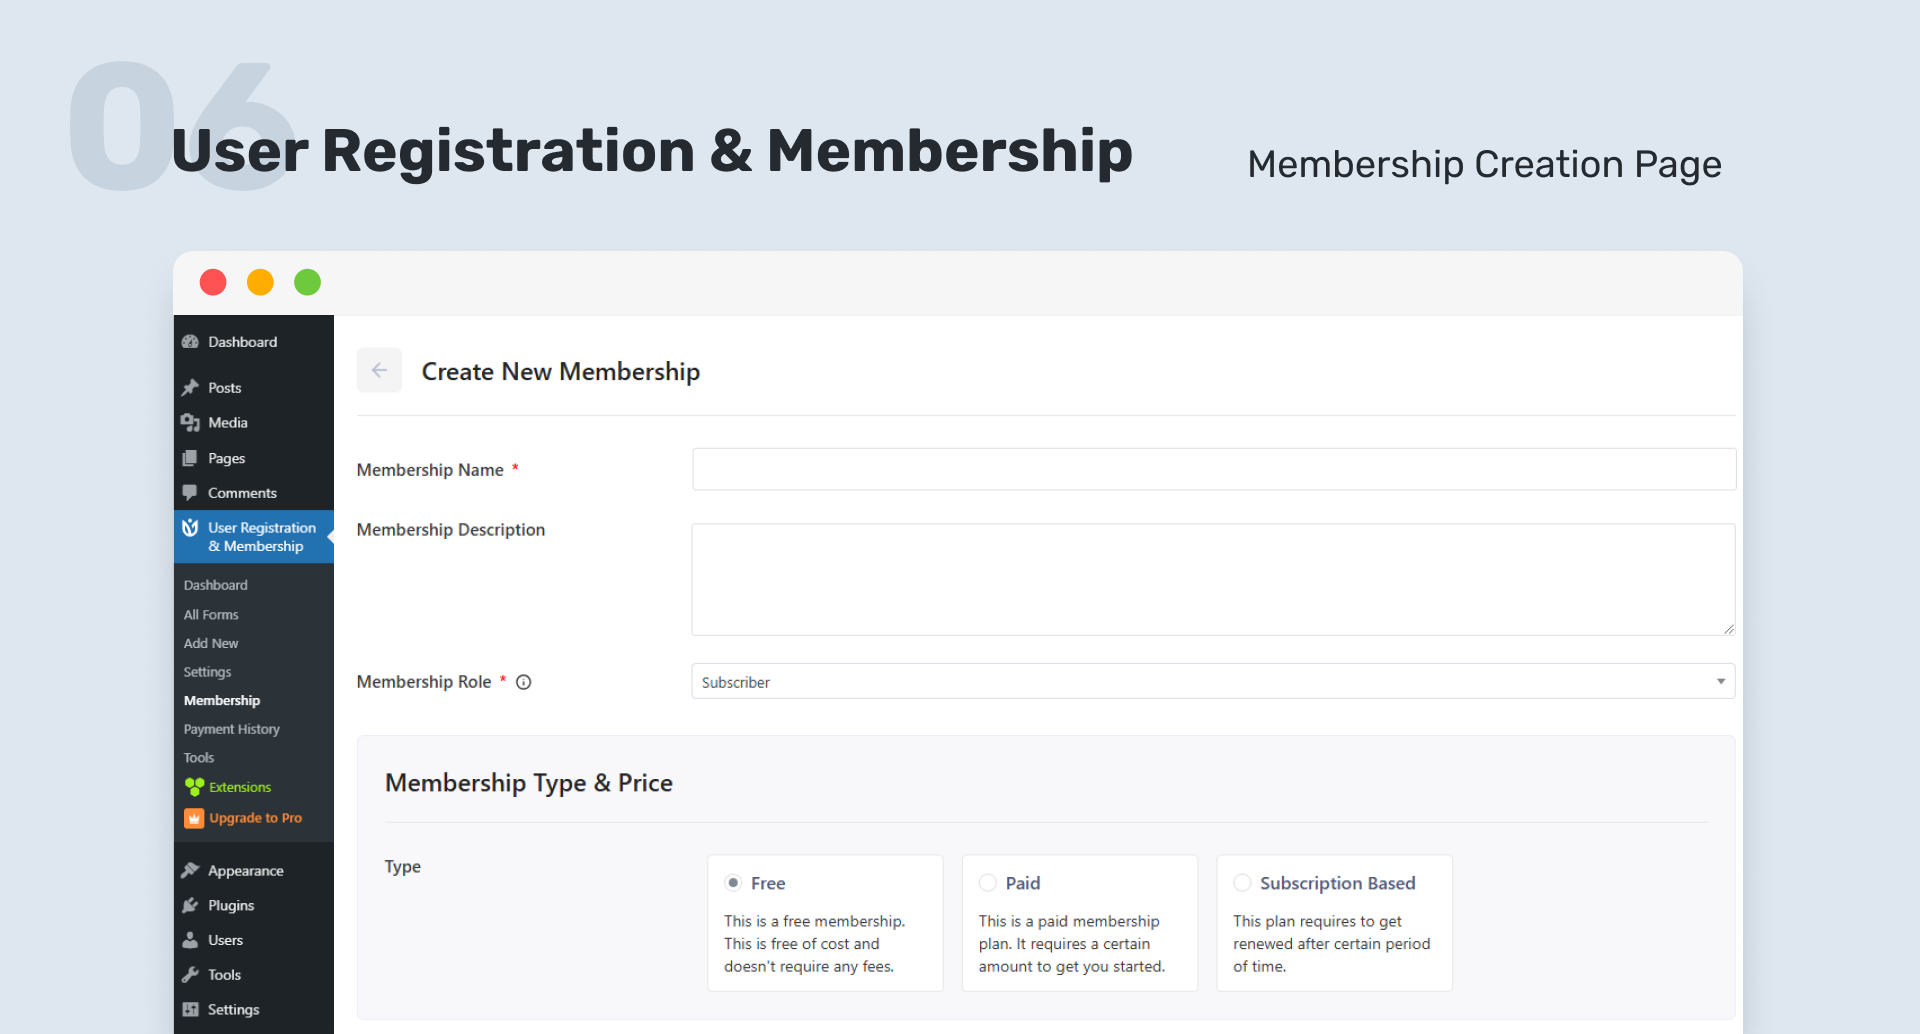 06
User Registration & Membership
Membership Creation Page
Dashboard
Posts
Media
Pages
Comments
User Registration
& Membership
Dashboard
All Forms
Add New
Settings
Membership
Payment History
Tools
Extensions
Upgrade to Pro
Appearance
Plugins
Users
Tools
Settings
Create New Membership
Membership Name *
Membership Description
Membership Role *
Subscriber
Membership Type & Price
Type
Free
This is a free membership.
This is free of cost and
doesn't require any fees.
Paid
This is a paid membership
plan. It requires a certain
amount to get you started.
Subscription Based
This plan requires to get
renewed after certain period
of time.